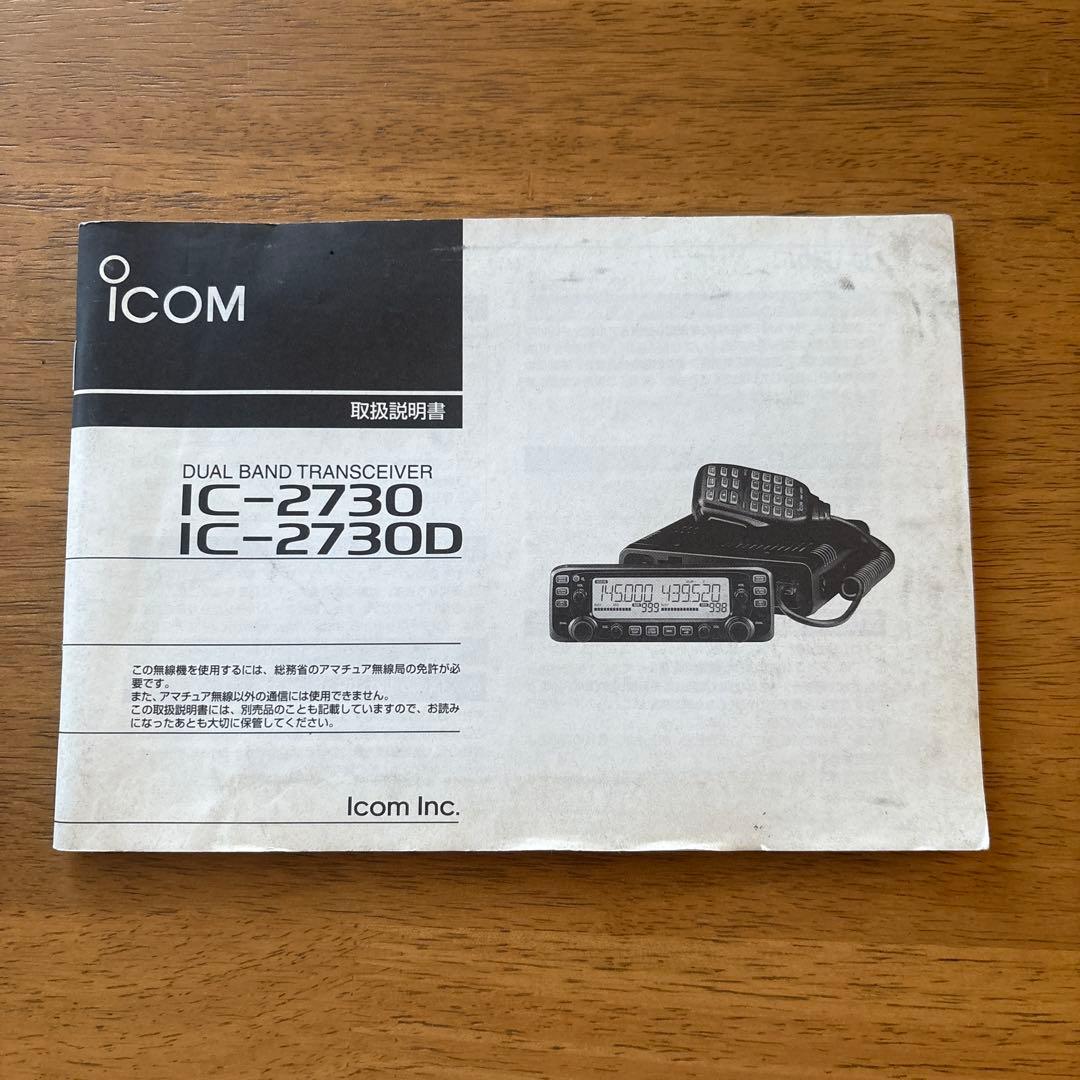 ICOM
取扱説明書
DUAL BAND TRANSCEIVER
IC-2730
IC-2730D
この無線機を使用するには、総務省のアマチュア無線局の免許が必
要です。
また、アマチュア無線以外の通信には使用できません。
この取扱説明書には、別売品のことも記載していますので、お読み
になったあとも大切に保管してください。
Icom Inc.
145000 439520
999 998